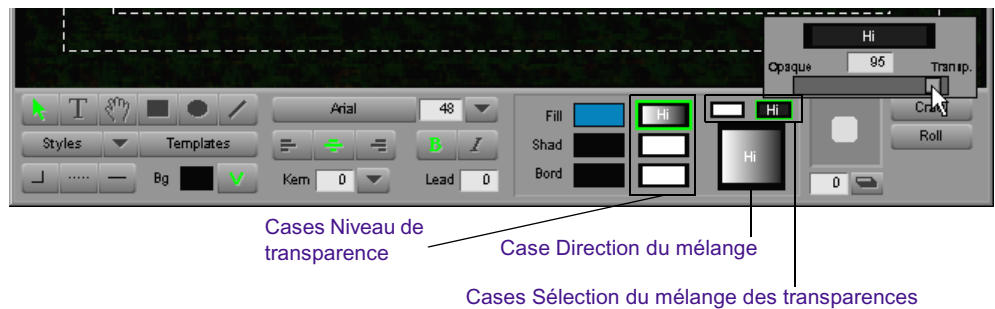 Hi
Opaque 95 Transp.
T Arial 48 Fill Hi Hi Crawl
Styles Templates B I Shad Hi Roll
Bg V Kern 0 Lead 0 Bord 0
Cases Niveau de
transparence
Case Direction du mélange
Cases Sélection du mélange des transparences